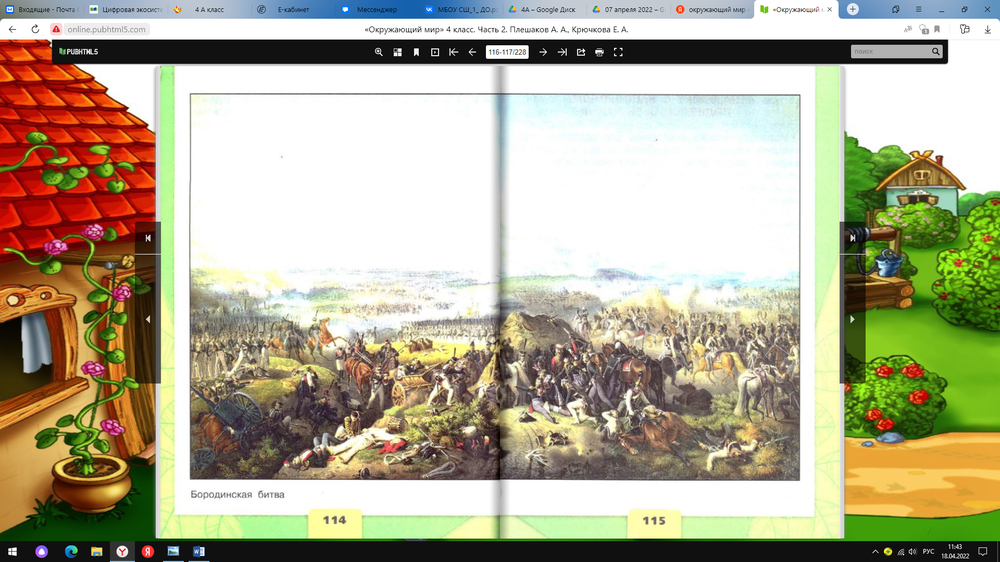 Входящие - Почта
Цифровая экосисте
4 А класс
Е-кабинет
Мессенджер
МБОУ СШ_1_ ДО.рс
4А – Google Диск
07 апреля 2022 – G
окружающий мир
«Окружающий м
online.pubhtml5.com
«Окружающий мир» 4 класс. Часть 2. Плешаков А. А., Крючкова Е. А.
1
PUBHTML5
116-117/228
поиск
Бородинская битва
114
115
РУС
11:43
18.04.2022